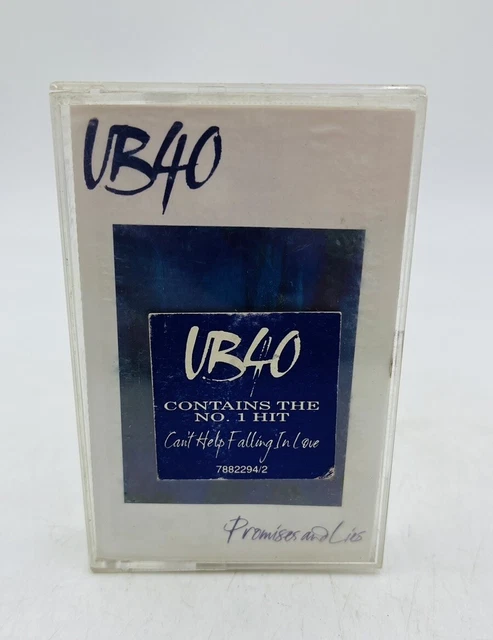 UB40
UB40
CONTAINS THE
NO. 1 HIT
Can't Help Falling In Love
7882294/2
Promises and Lies